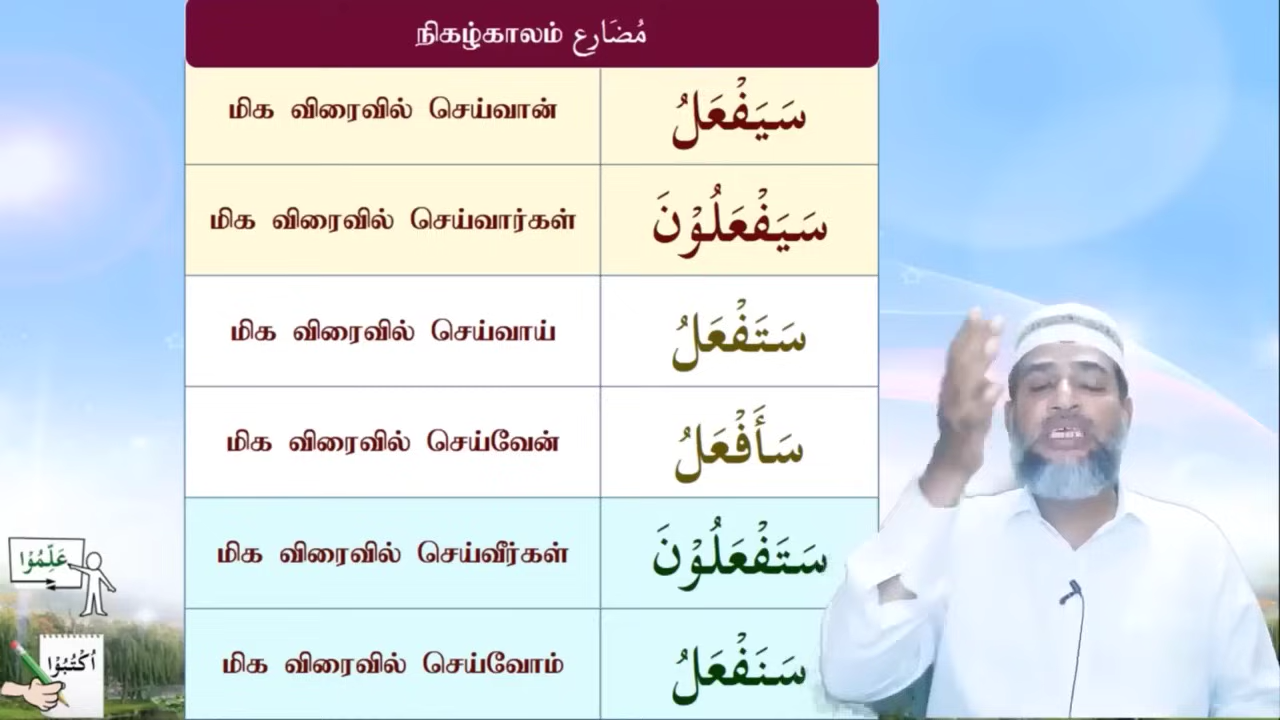 நிகழ்காலம் مُضَارِع
மிக விரைவில் செய்வான் سَيَفْعَلُ
மிக விரைவில் செய்வார்கள் سَيَفْعَلُوْنَ
மிக விரைவில் செய்வாய் سَتَفْعَلُ
மிக விரைவில் செய்வேன் سَأَفْعَلُ
மிக விரைவில் செய்வீர்கள் سَتَفْعَلُوْنَ
மிக விரைவில் செய்வோம் سَنَفْعَلُ
عَلِّمُوْا
اُكْتُبُوْا